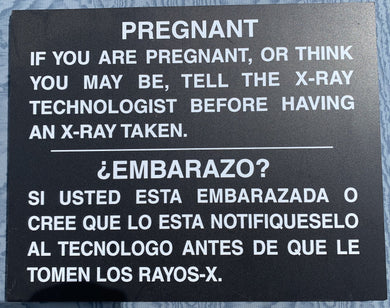 PREGNANT
IF YOU ARE PREGNANT, OR THINK
YOU MAY BE, TELL THE X-RAY
TECHNOLOGIST BEFORE HAVING
AN X-RAY TAKEN.
¿EMBARAZO?
SI USTED ESTA EMBARAZADA O
CREE QUE LO ESTA NOTIFIQUESELO
AL TECNOLOGO ANTES DE QUE LE
TOMEN LOS RAYOS-X.